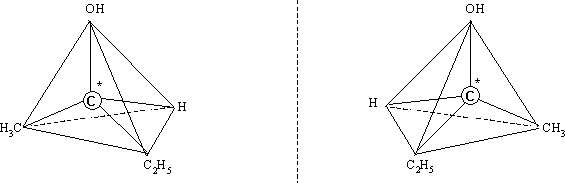 OH OH
* *
C H H C
H₃C CH₃
C₂H₅ C₂H₅